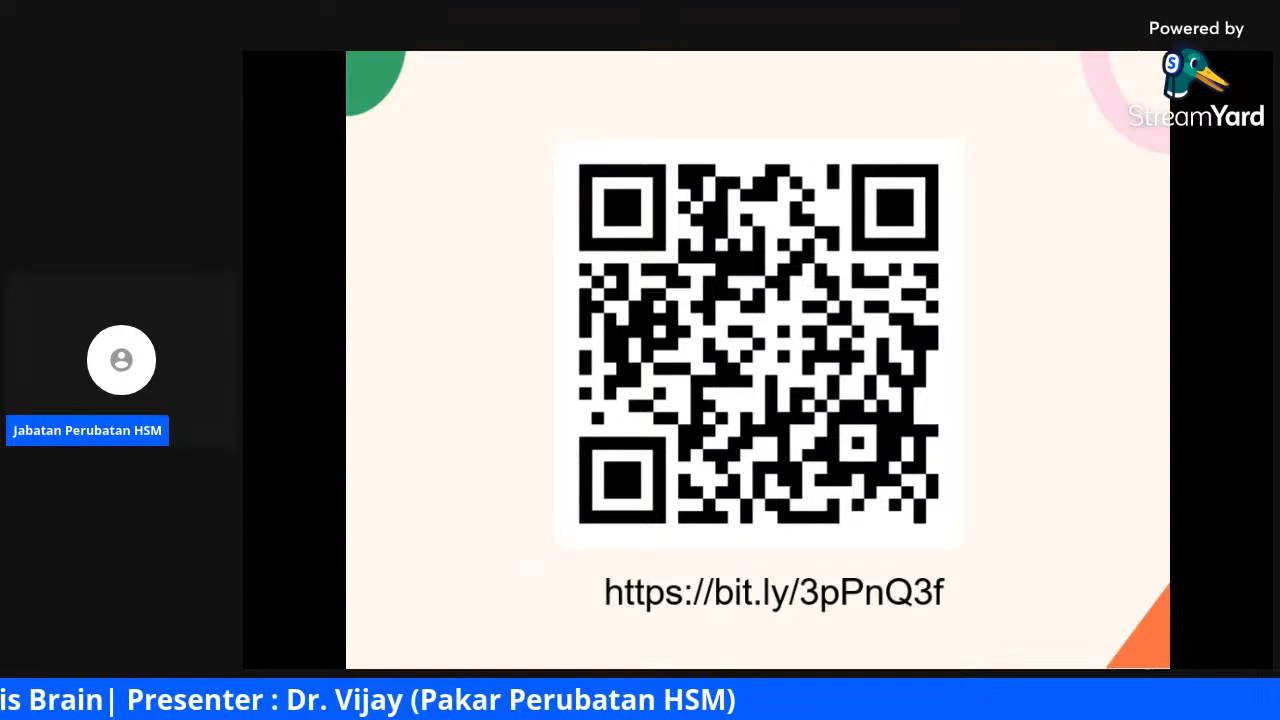 Powered by
StreamYard
Jabatan Perubatan HSM
https://bit.ly/3pPnQ3f
is Brain| Presenter : Dr. Vijay (Pakar Perubatan HSM)